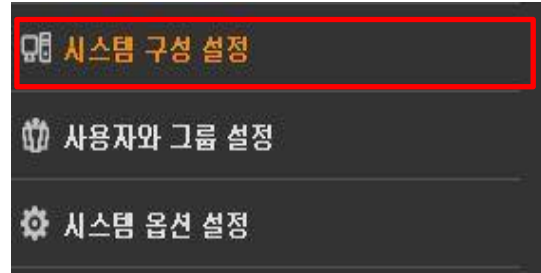 시스템 구성 설정
사용자와 그룹 설정
시스템 옵션 설정